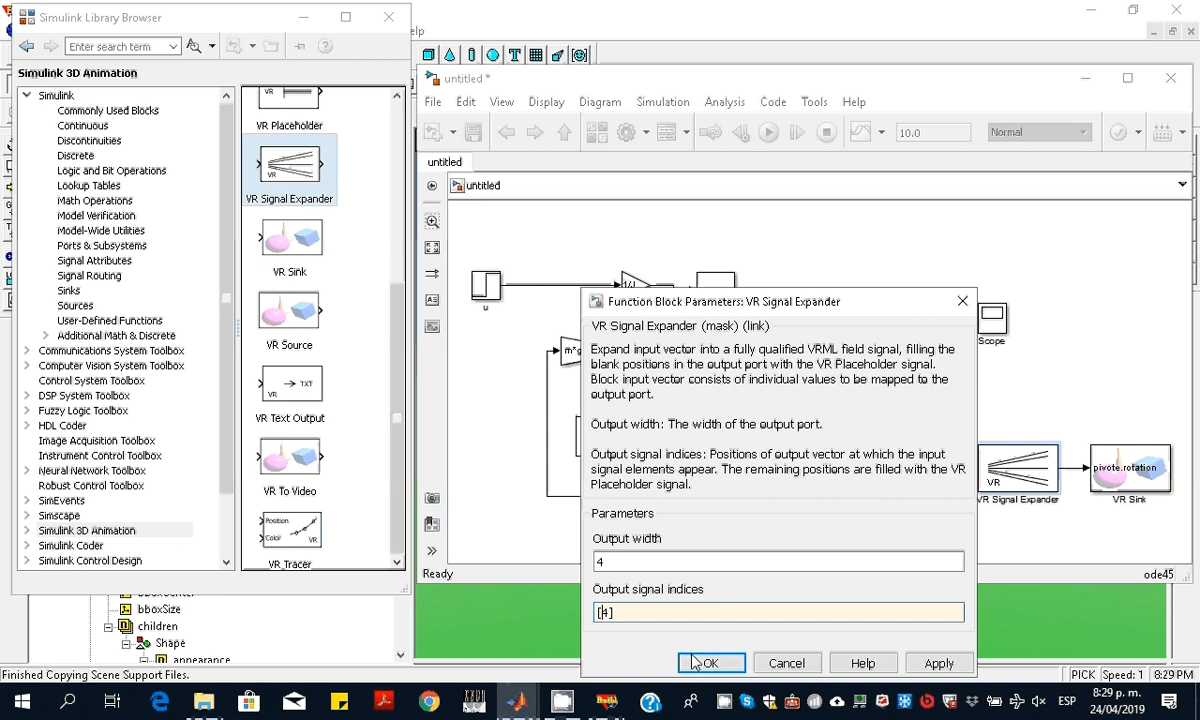 Simulink Library Browser
Enter search term
Simulink 3D Animation
Simulink
Commonly Used Blocks
Continuous
Discontinuities
Discrete
Logic and Bit Operations
Lookup Tables
Math Operations
Model Verification
Model-Wide Utilities
Ports & Subsystems
Signal Attributes
Signal Routing
Sinks
Sources
User-Defined Functions
Additional Math & Discrete
Communications System Toolbox
Computer Vision System Toolbox
Control System Toolbox
DSP System Toolbox
Fuzzy Logic Toolbox
HDL Coder
Image Acquisition Toolbox
Instrument Control Toolbox
Neural Network Toolbox
Robust Control Toolbox
SimEvents
Simscape
Simulink 3D Animation
Simulink Coder
Simulink Control Design
VR
VR Placeholder
VR
VR Signal Expander
VR Sink
VR Source
TXT
VR Text Output
VR To Video
Position
Color
VR
VR Tracer
elp
untitled *
File Edit View Display Diagram Simulation Analysis Code Tools Help
10.0
Normal
untitled
untitled
u
m*g
Scope
VR
VR Signal Expander
pivote.rotation
VR Sink
Ready
ode45
Function Block Parameters: VR Signal Expander
VR Signal Expander (mask) (link)
Expand input vector into a fully qualified VRML field signal, filling the
blank positions in the output port with the VR Placeholder signal.
Block input vector consists of individual values to be mapped to the
output port.
Output width: The width of the output port.
Output signal indices: Positions of output vector at which the input
signal elements appear. The remaining positions are filled with the VR
Placeholder signal.
Parameters
Output width
4
Output signal indices
[4]
OK
Cancel
Help
Apply
bboxSize
children
Shape
appearance
Finished Copying Scene Support Files.
PICK Speed: 1 8:29 PM
ESP
8:29 p. m.
24/04/2019